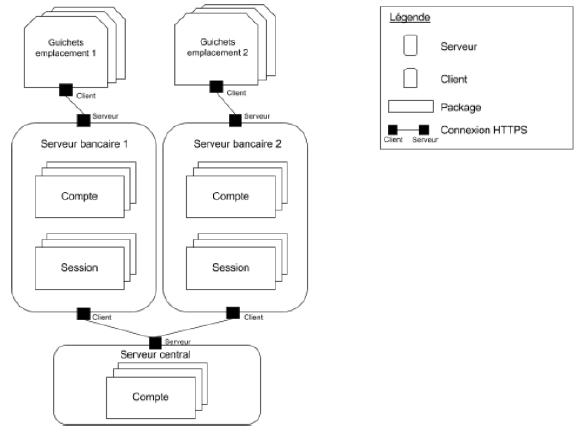 Guichets
emplacement 1
Client
Serveur
Guichets
emplacement 2
Client
Serveur
Serveur bancaire 1
Compte
Session
Client
Serveur bancaire 2
Compte
Session
Client
Serveur
Serveur central
Compte
Légende
Serveur
Client
Package
Connexion HTTPS
Client Serveur